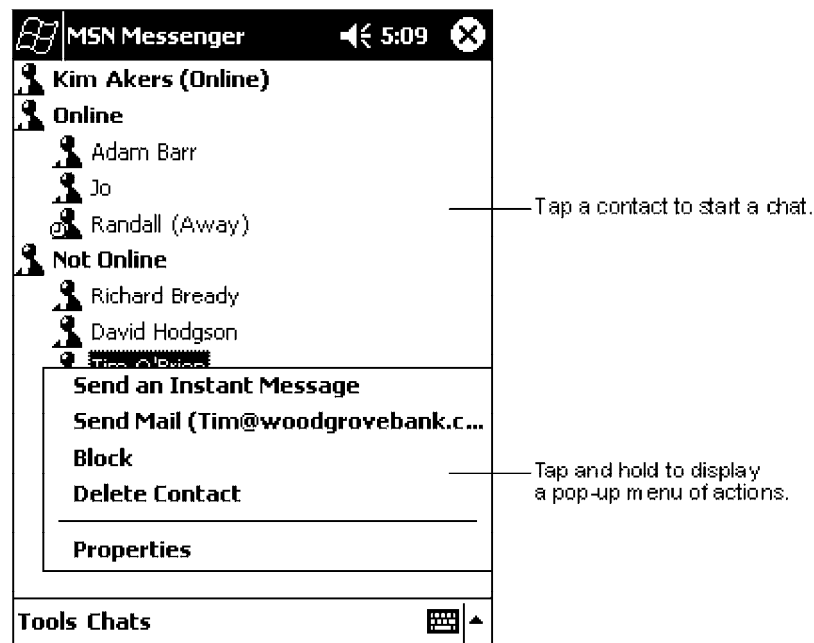 MSN Messenger 5:09
Kim Akers (Online)
Online
Adam Barr
Jo
Randall (Away)
Not Online
Richard Bready
David Hodgson
Send an Instant Message
Send Mail (Tim@woodgrovebank.c...
Block
Delete Contact
Properties
Tools Chats
Tap a contact to start a chat.
Tap and hold to display
a pop-up menu of actions.